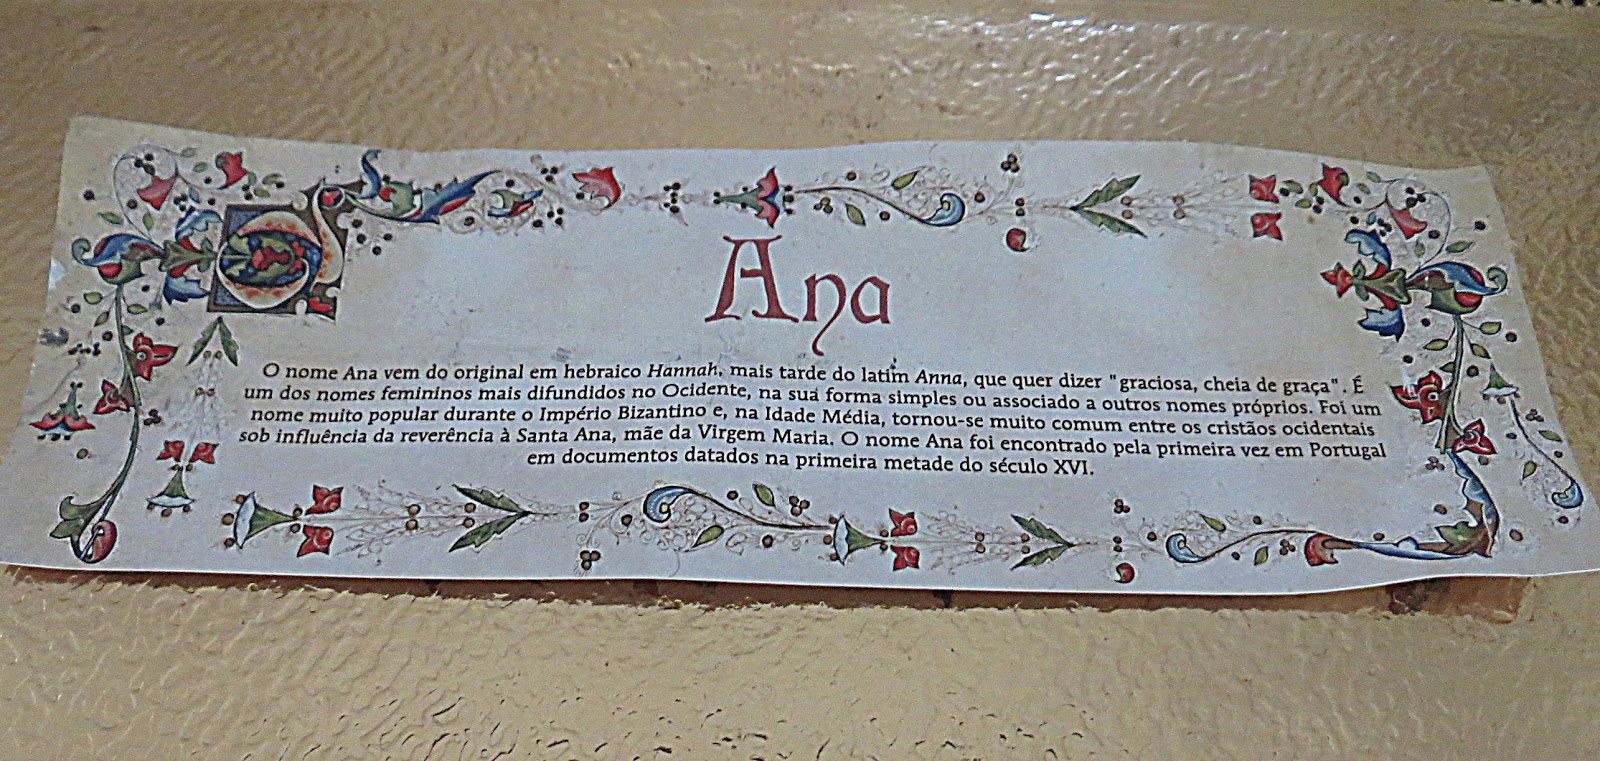 Ana
O nome Ana vem do original em hebraico Hannah, mais tarde do latim Anna, que quer dizer "graciosa, cheia de graça". É
um dos nomes femininos mais difundidos no Ocidente, na sua forma simples ou associado a outros nomes próprios. Foi um
nome muito popular durante o Império Bizantino e, na Idade Média, tornou-se muito comum entre os cristãos ocidentais
sob influência da reverência à Santa Ana, mãe da Virgem Maria. O nome Ana foi encontrado pela primeira vez em Portugal
em documentos datados na primeira metade do século XVI.